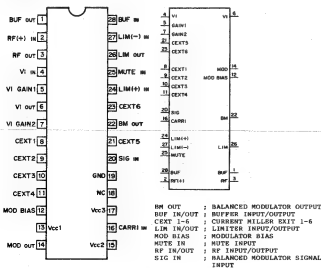 BUF OUT 1
RF(+) IN 2
RF OUT 3
VI IN 4
VI GAIN1 5
VI OUT 6
VI GAIN2 7
CEXT1 8
CEXT2 9
CEXT3 10
CEXT4 11
MOD BIAS 12
13 Vcc1
MOD OUT 14
28 BUF IN
27 LIM(-) IN
26 LIM OUT
25 MUTE IN
24 LIM(+) IN
23 CEXT6
22 BM OUT
21 CEXT5
20 SIG IN
GND 19
NC 18
Vcc3 17
16 CARRI IN
Vcc2 15
4 VI
5 GAIN1
7 GAIN2
21 CEXT5
23 CEXT6
8 CEXT1
9 CEXT2
10 CEXT3
11 CEXT4
20 SIG
16 CARRI
24 LIM(+)
27 LIM(-)
25 MUTE
28 BUF
2 RF(+)
VI 6
MOD 14
MOD BIAS 12
BM 22
LIM 26
BUF 1
RF 3
BM OUT ; BALANCED MODULATOR OUTPUT
BUF IN/OUT ; BUFFER INPUT/OUTPUT
CEXT 1-6 ; CURRENT MILLER EXIT 1-6
LIM IN/OUT ; LIMITER INPUT/OUTPUT
MOD BIAS ; MODULATOR BIAS
MUTE IN ; MUTE INPUT
RF IN/OUT ; RF INPUT/OUTPUT
SIG IN ; BALANCED MODULATOR SIGNAL
INPUT